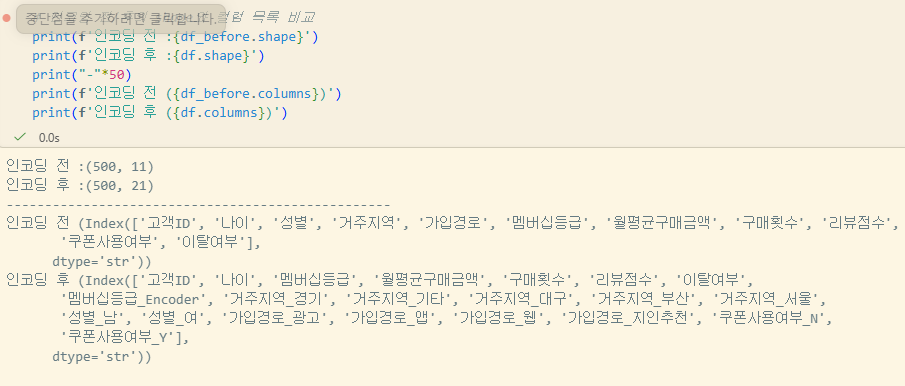 중단점을 추가하려면 클릭합니다.
컬럼 목록 비교
print(f'인코딩 전 :{df_before.shape}')
print(f'인코딩 후 :{df.shape}')
print("-"*50)
print(f'인코딩 전 ({df_before.columns})')
print(f'인코딩 후 ({df.columns})')
0.0s
인코딩 전 :(500, 11)
인코딩 후 :(500, 21)
--------------------------------------------------
인코딩 전 (Index(['고객ID', '나이', '성별', '거주지역', '가입경로', '멤버십등급', '월평균구매금액', '구매횟수', '리뷰점수',
'쿠폰사용여부', '이탈여부'],
dtype='str'))
인코딩 후 (Index(['고객ID', '나이', '멤버십등급', '월평균구매금액', '구매횟수', '리뷰점수', '이탈여부',
'멤버십등급_Encoder', '거주지역_경기', '거주지역_기타', '거주지역_대구', '거주지역_부산', '거주지역_서울',
'성별_남', '성별_여', '가입경로_광고', '가입경로_앱', '가입경로_웹', '가입경로_지인추천', '쿠폰사용여부_N',
'쿠폰사용여부_Y'],
dtype='str'))